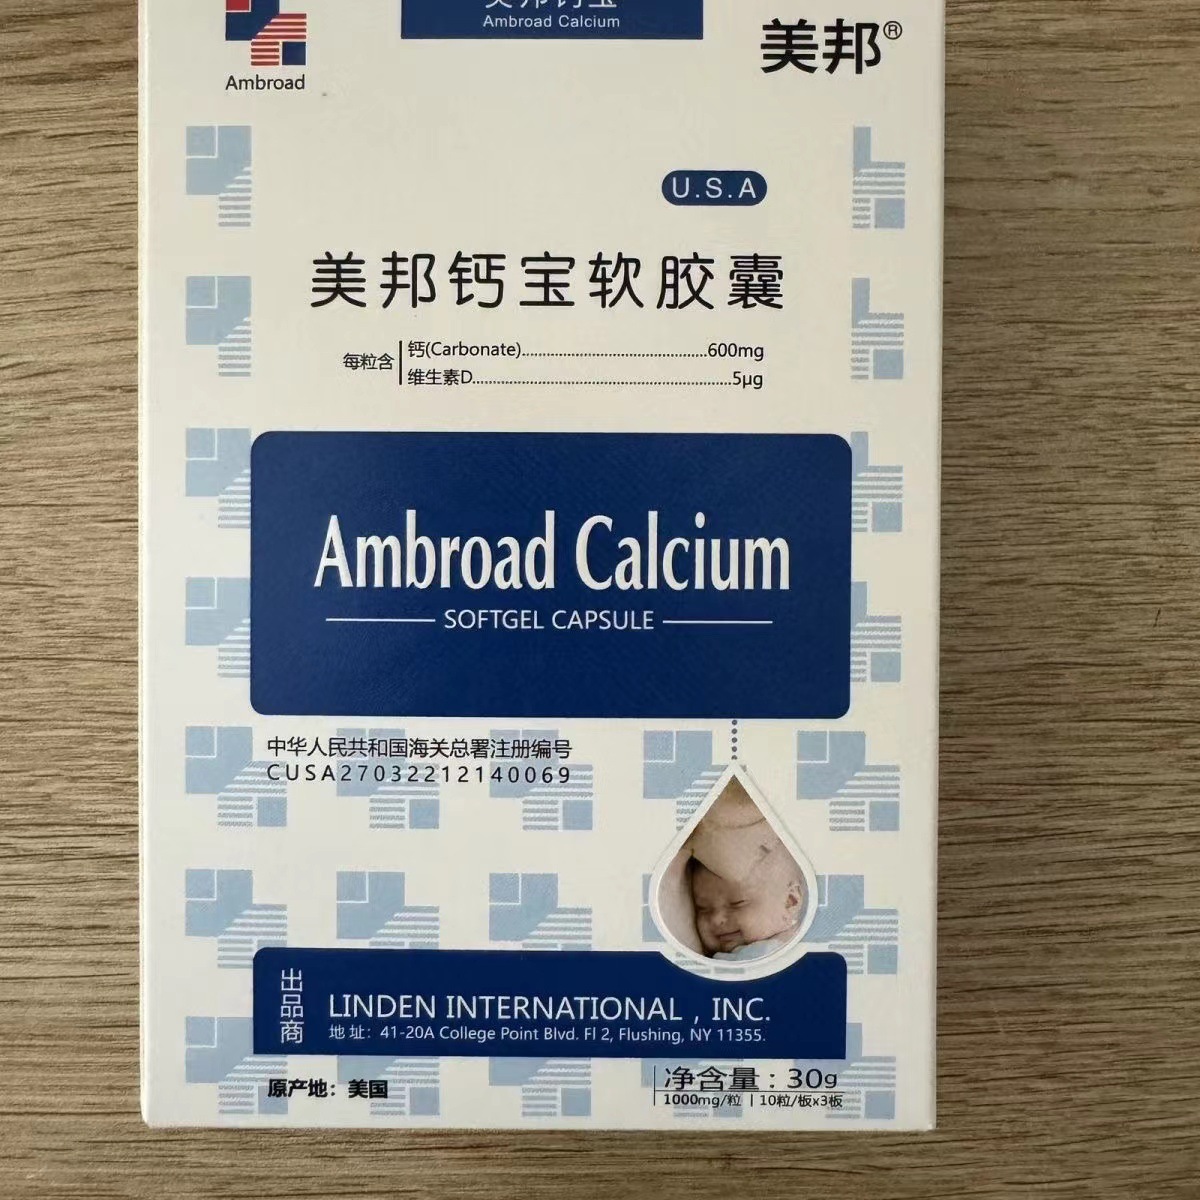 美邦钙宝
Ambroad Calcium
Ambroad
美邦®
U.S.A
美邦钙宝软胶囊
每粒含
钙(Carbonate)..........................................600mg
维生素D..........................................................5μg
Ambroad Calcium
SOFTGEL CAPSULE
中华人民共和国海关总署注册编号
CUSA27032212140069
出品商
LINDEN INTERNATIONAL , INC.
地 址: 41-20A College Point Blvd. Fl 2, Flushing, NY 11355.
原产地：美国
净含量：30g
1000mg/粒 | 10粒/板x3板